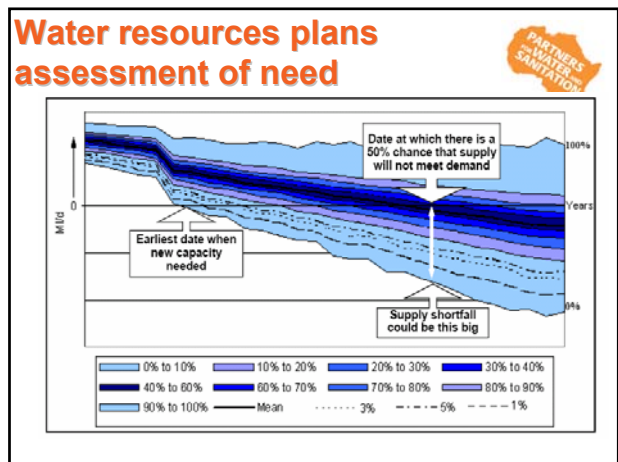 Water resources plans
assessment of need
PARTNERS
FOR WATER AND
SANITATION
Date at which there is a
50% chance that supply
will not meet demand
100%
0
Years
Ml/d
Earliest date when
new capacity
needed
Supply shortfall
could be this big
0%
0% to 10%
10% to 20%
20% to 30%
30% to 40%
40% to 60%
60% to 70%
70% to 80%
80% to 90%
90% to 100%
Mean
3%
5%
1%